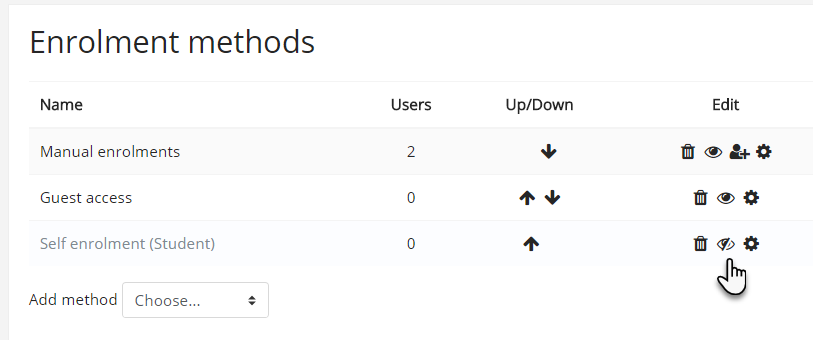 Enrolment methods
Name Users Up/Down Edit
Manual enrolments 2
Guest access 0
Self enrolment (Student) 0
Add method Choose...